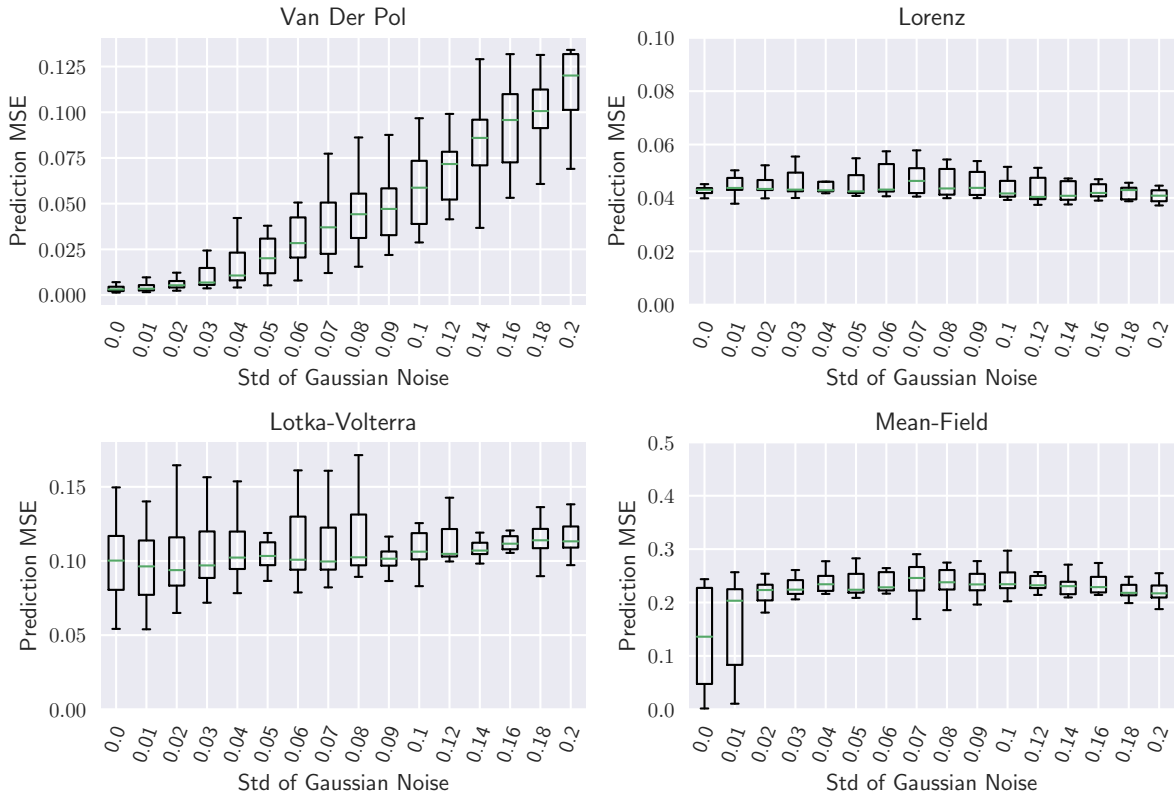 Van Der Pol
Prediction MSE
0.125
0.100
0.075
0.050
0.025
0.000
0.0 0.01 0.02 0.03 0.04 0.05 0.06 0.07 0.08 0.09 0.1 0.12 0.14 0.16 0.18 0.2
Std of Gaussian Noise
Lorenz
Prediction MSE
0.10
0.08
0.06
0.04
0.02
0.00
0.0 0.01 0.02 0.03 0.04 0.05 0.06 0.07 0.08 0.09 0.1 0.12 0.14 0.16 0.18 0.2
Std of Gaussian Noise
Lotka-Volterra
Prediction MSE
0.15
0.10
0.05
0.00
0.0 0.01 0.02 0.03 0.04 0.05 0.06 0.07 0.08 0.09 0.1 0.12 0.14 0.16 0.18 0.2
Std of Gaussian Noise
Mean-Field
Prediction MSE
0.5
0.4
0.3
0.2
0.1
0.0
0.0 0.01 0.02 0.03 0.04 0.05 0.06 0.07 0.08 0.09 0.1 0.12 0.14 0.16 0.18 0.2
Std of Gaussian Noise